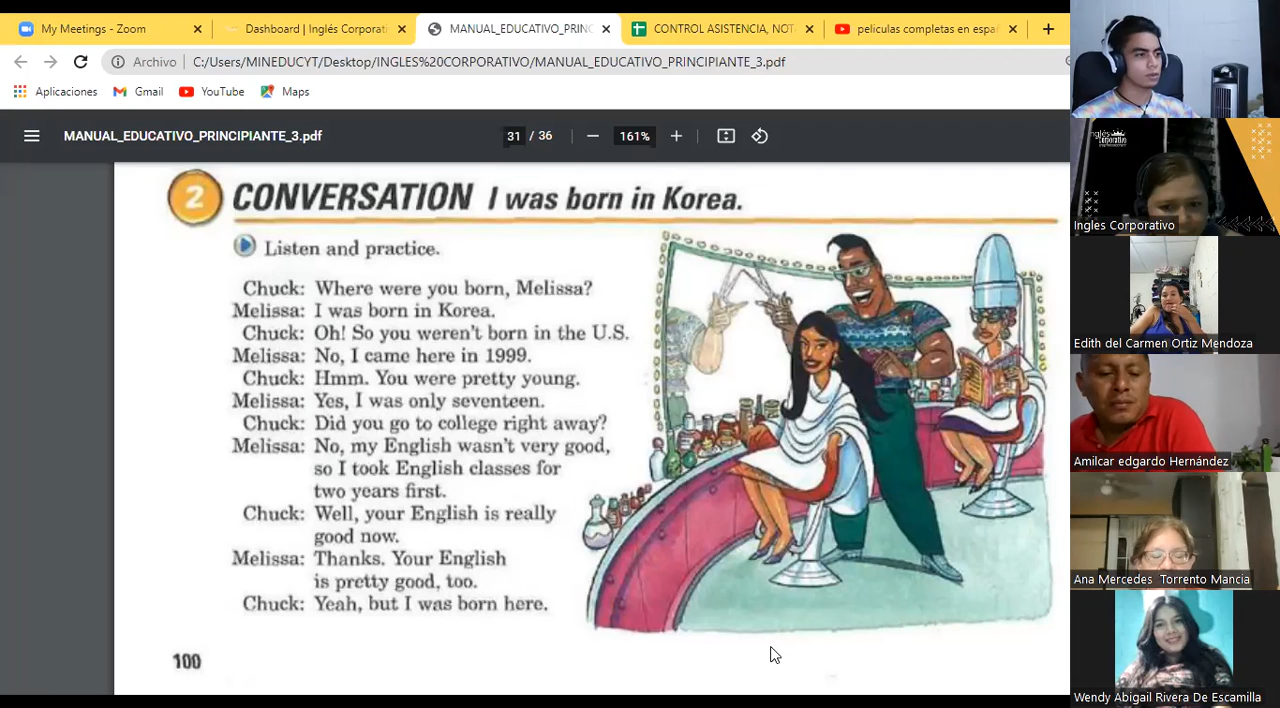 My Meetings - Zoom
Dashboard | Inglés Corporati
MANUAL_EDUCATIVO_PRINC
CONTROL ASISTENCIA, NOT
peliculas completas en españ
Archivo
C:/Users/MINEDUCYT/Desktop/INGLES%20CORPORATIVO/MANUAL_EDUCATIVO_PRINCIPIANTE_3.pdf
Aplicaciones
Gmail
YouTube
Maps
MANUAL_EDUCATIVO_PRINCIPIANTE_3.pdf
31 / 36
161%
2 CONVERSATION I was born in Korea.
Listen and practice.
Chuck: Where were you born, Melissa?
Melissa: I was born in Korea.
Chuck: Oh! So you weren't born in the U.S.
Melissa: No, I came here in 1999.
Chuck: Hmm. You were pretty young.
Melissa: Yes, I was only seventeen.
Chuck: Did you go to college right away?
Melissa: No, my English wasn't very good,
so I took English classes for
two years first.
Chuck: Well, your English is really
good now.
Melissa: Thanks. Your English
is pretty good, too.
Chuck: Yeah, but I was born here.
100
Inglés
Corporativo
Ingles Corporativo
Edith del Carmen Ortiz Mendoza
Amilcar edgardo Hernández
Ana Mercedes Torrento Mancia
Wendy Abigail Rivera De Escamilla